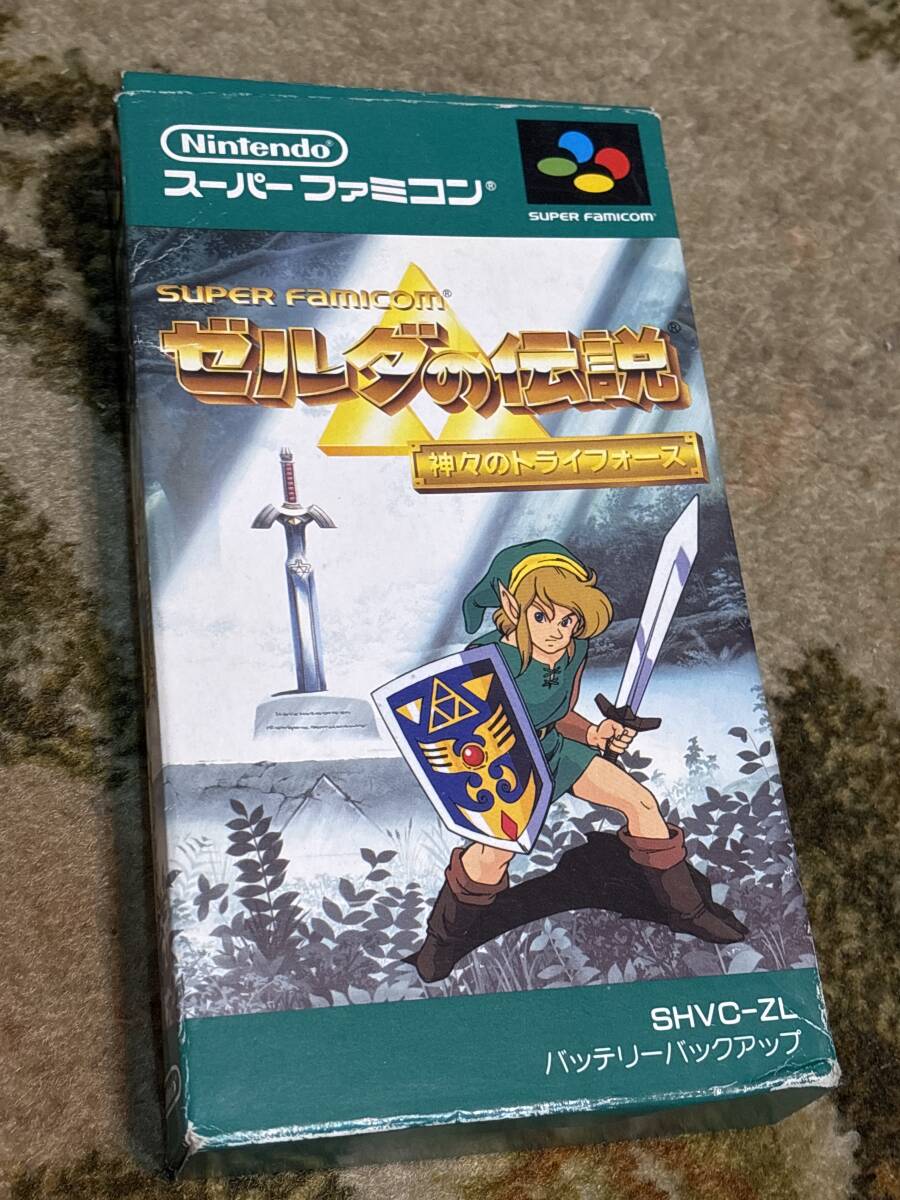 Nintendo®
スーパーファミコン®
SUPER FAMICOM
SUPER FAMICOM®
ゼルダの伝説®
神々のトライフォース
SHVC-ZL
バッテリーバックアップ